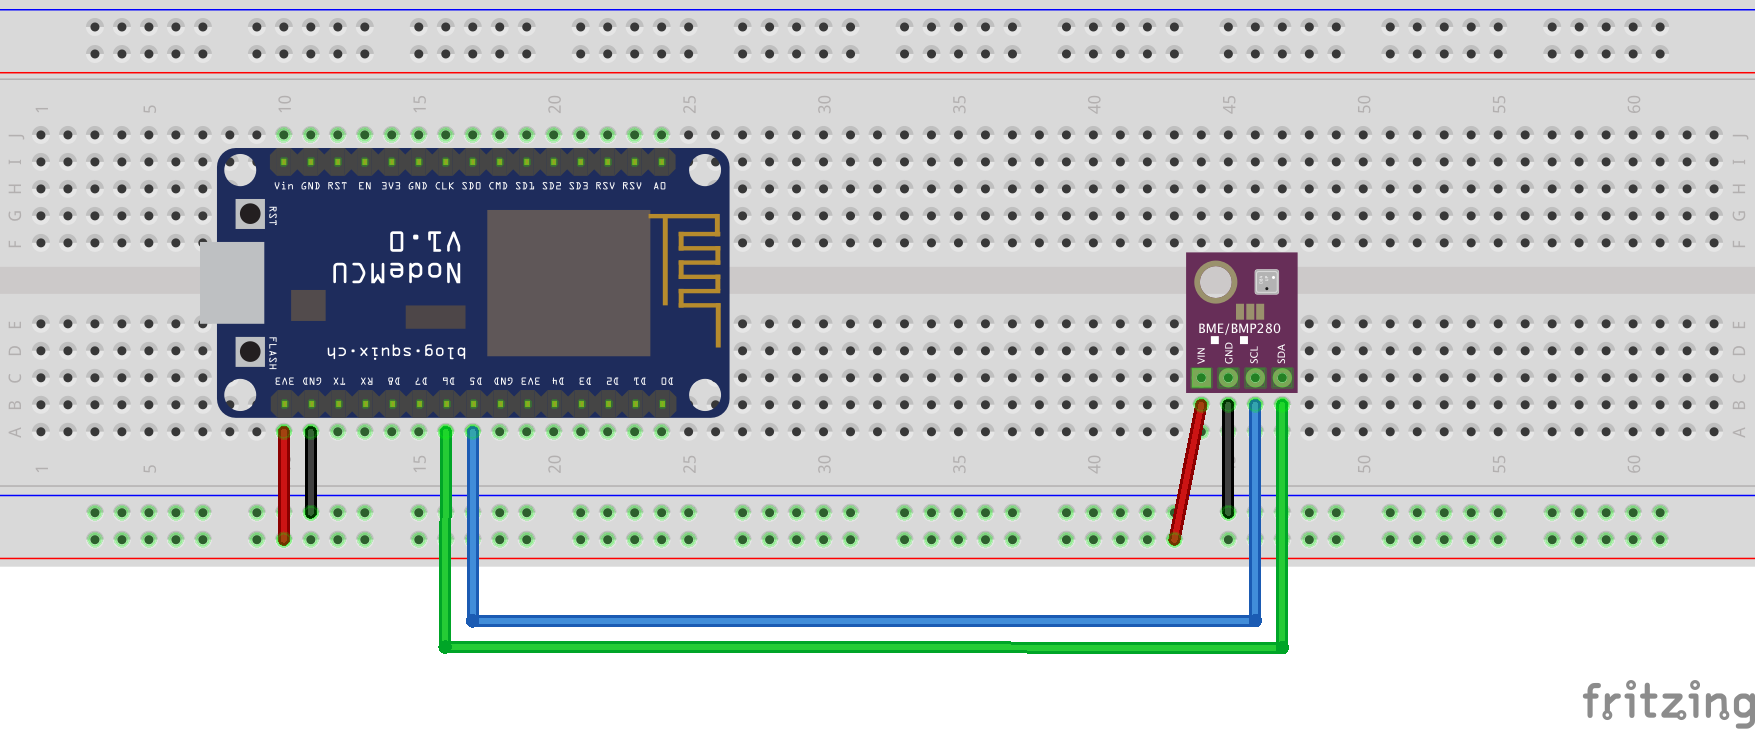 1 5 10 15 20 25 30 35 40 45 50 55 60
J J
I I
H H
G G
F F
Vin GND RST EN 3V3 GND CLK SD0 CMD SD1 SD2 SD3 RSV RSV A0
RST
V1.0
NodeMCU
blog.squix.ch
FLASH
3V3 GND TX RX D8 D7 D6 D5 GND 3V3 D4 D3 D2 D1 D0
BME/BMP280
VIN GND SCL SDA
E E
D D
C C
B B
A A
1 5 15 20 25 30 35 40 45 50 55 60
fritzing